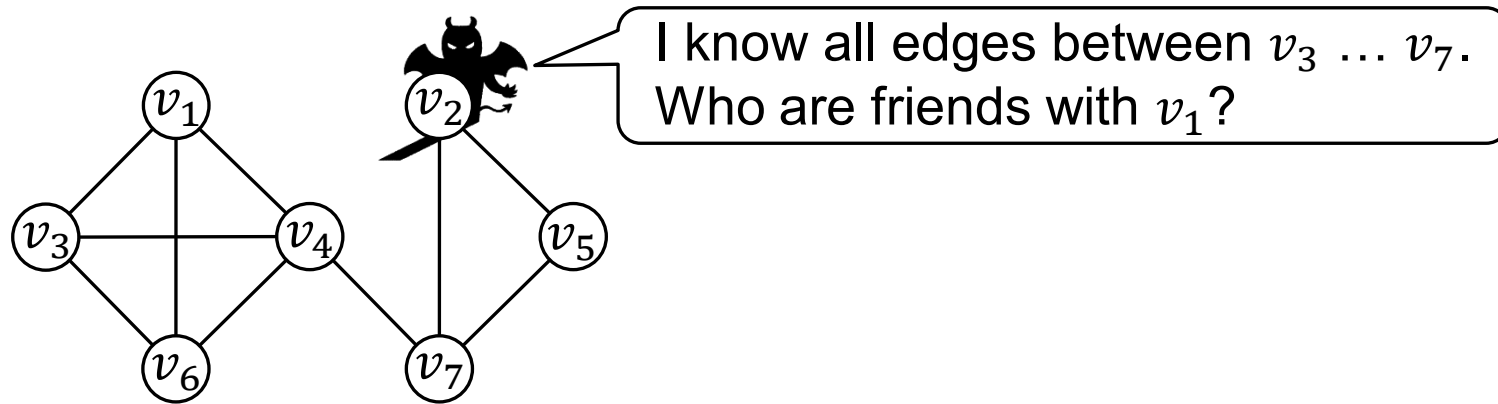 I know all edges between v₃ … v₇.
Who are friends with v₁?
v₁
v₂
v₃
v₄
v₅
v₆
v₇